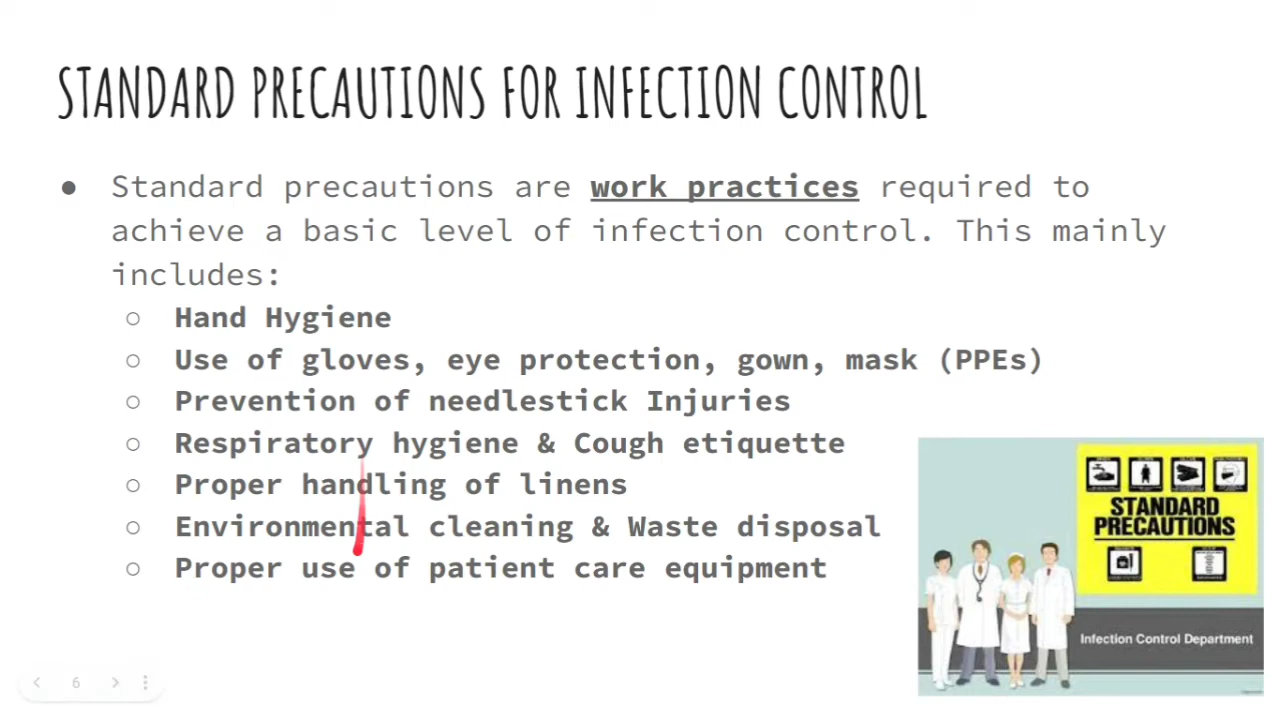 STANDARD PRECAUTIONS FOR INFECTION CONTROL
● Standard precautions are work practices required to
achieve a basic level of infection control. This mainly
includes:
○ Hand Hygiene
○ Use of gloves, eye protection, gown, mask (PPEs)
○ Prevention of needlestick Injuries
○ Respiratory hygiene & Cough etiquette
○ Proper handling of linens
○ Environmental cleaning & Waste disposal
○ Proper use of patient care equipment
STANDARD
PRECAUTIONS
Infection Control Department
6